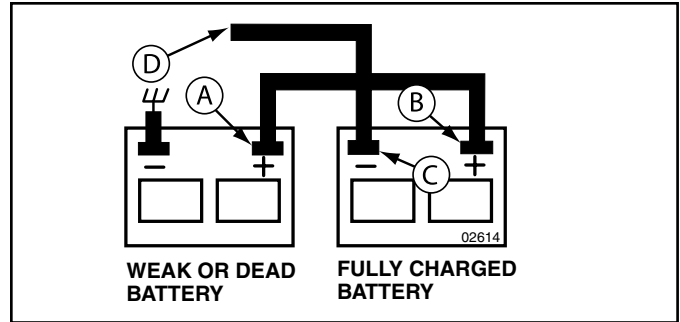 D
A
B
− + − +
C
02614
WEAK OR DEAD
BATTERY
FULLY CHARGED
BATTERY